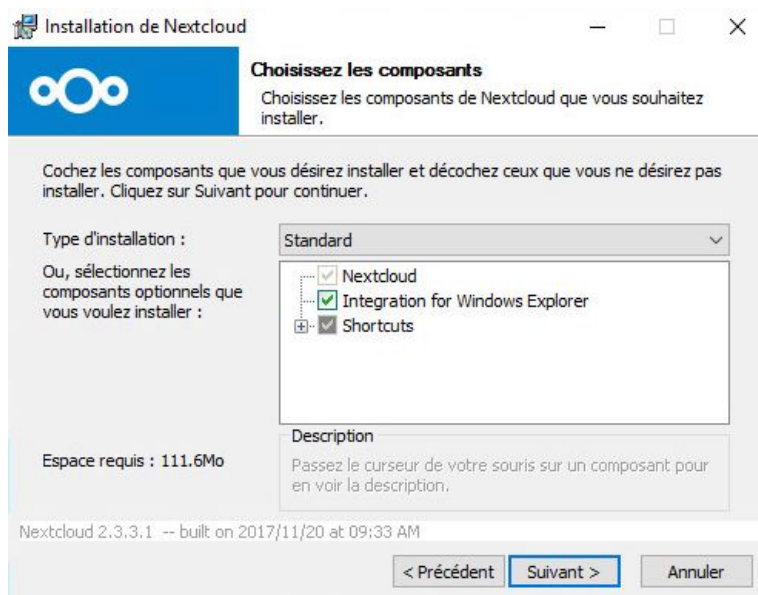 Installation de Nextcloud
Choisissez les composants
Choisissez les composants de Nextcloud que vous souhaitez
installer.
Cochez les composants que vous désirez installer et décochez ceux que vous ne désirez pas
installer. Cliquez sur Suivant pour continuer.
Type d'installation :
Standard
Ou, sélectionnez les
composants optionnels que
vous voulez installer :
Nextcloud
Integration for Windows Explorer
Shortcuts
Espace requis : 111.6Mo
Description
Passez le curseur de votre souris sur un composant pour
en voir la description.
Nextcloud 2.3.3.1 -- built on 2017/11/20 at 09:33 AM
< Précédent
Suivant >
Annuler